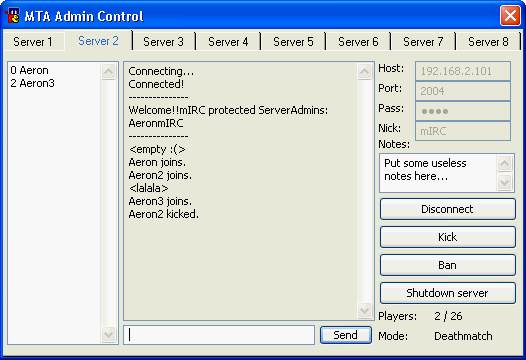 MTA Admin Control
Server 1 Server 2 Server 3 Server 4 Server 5 Server 6 Server 7 Server 8
0 Aeron
2 Aeron3
Connecting...
Connected!
---------------
Welcome!!mIRC protected ServerAdmins:
AeronmIRC
---------------
<empty :(>
Aeron joins.
Aeron2 joins.
<lalala>
Aeron3 joins.
Aeron2 kicked.
Send
Host: 192.168.2.101
Port: 2004
Pass: ●●●●
Nick: mIRC
Notes:
Put some useless
notes here...
Disconnect
Kick
Ban
Shutdown server
Players: 2 / 26
Mode: Deathmatch